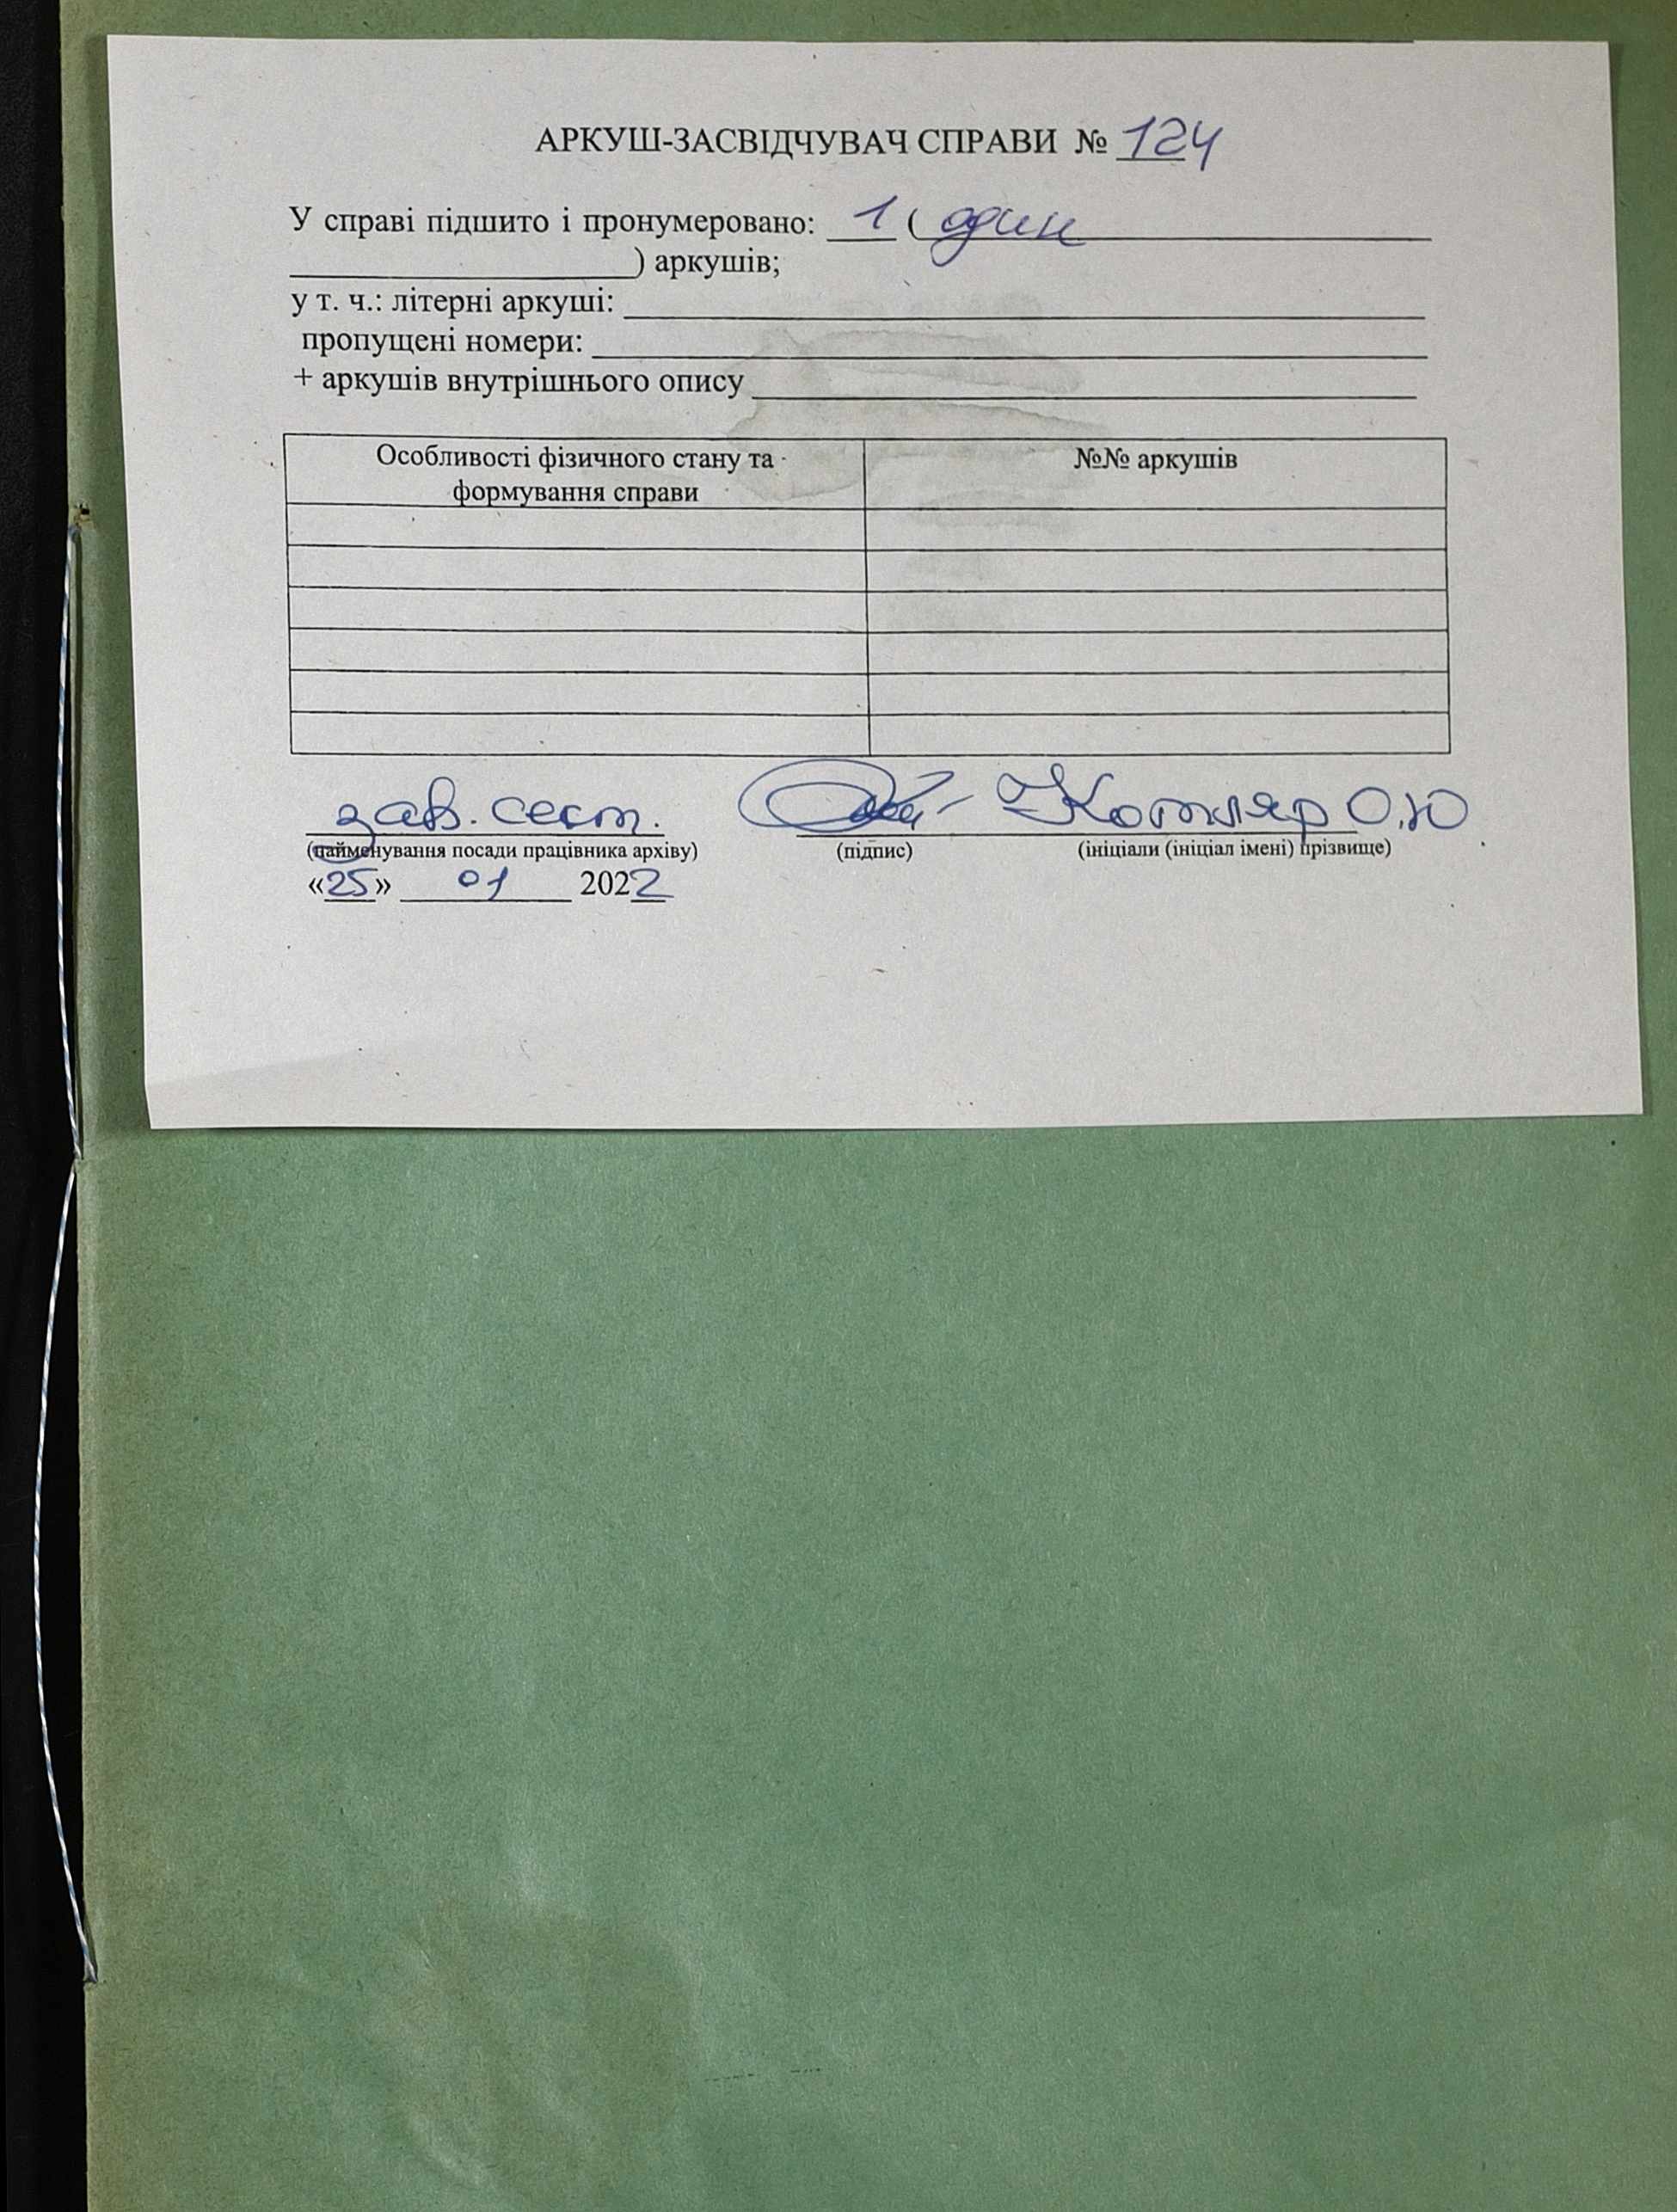 АРКУШ-ЗАСВІДЧУВАЧ СПРАВИ № 124
У справі підшито і пронумеровано: 1 ( один
) аркушів;
у т. ч.: літерні аркуші:
пропущені номери:
+ аркушів внутрішнього опису
Особливості фізичного стану та №№ аркушів
формування справи
зав. сект. Котляр О.Ю
(найменування посади працівника архіву) (підпис) (ініціали (ініціал імені) прізвище)
«25» 01 2022